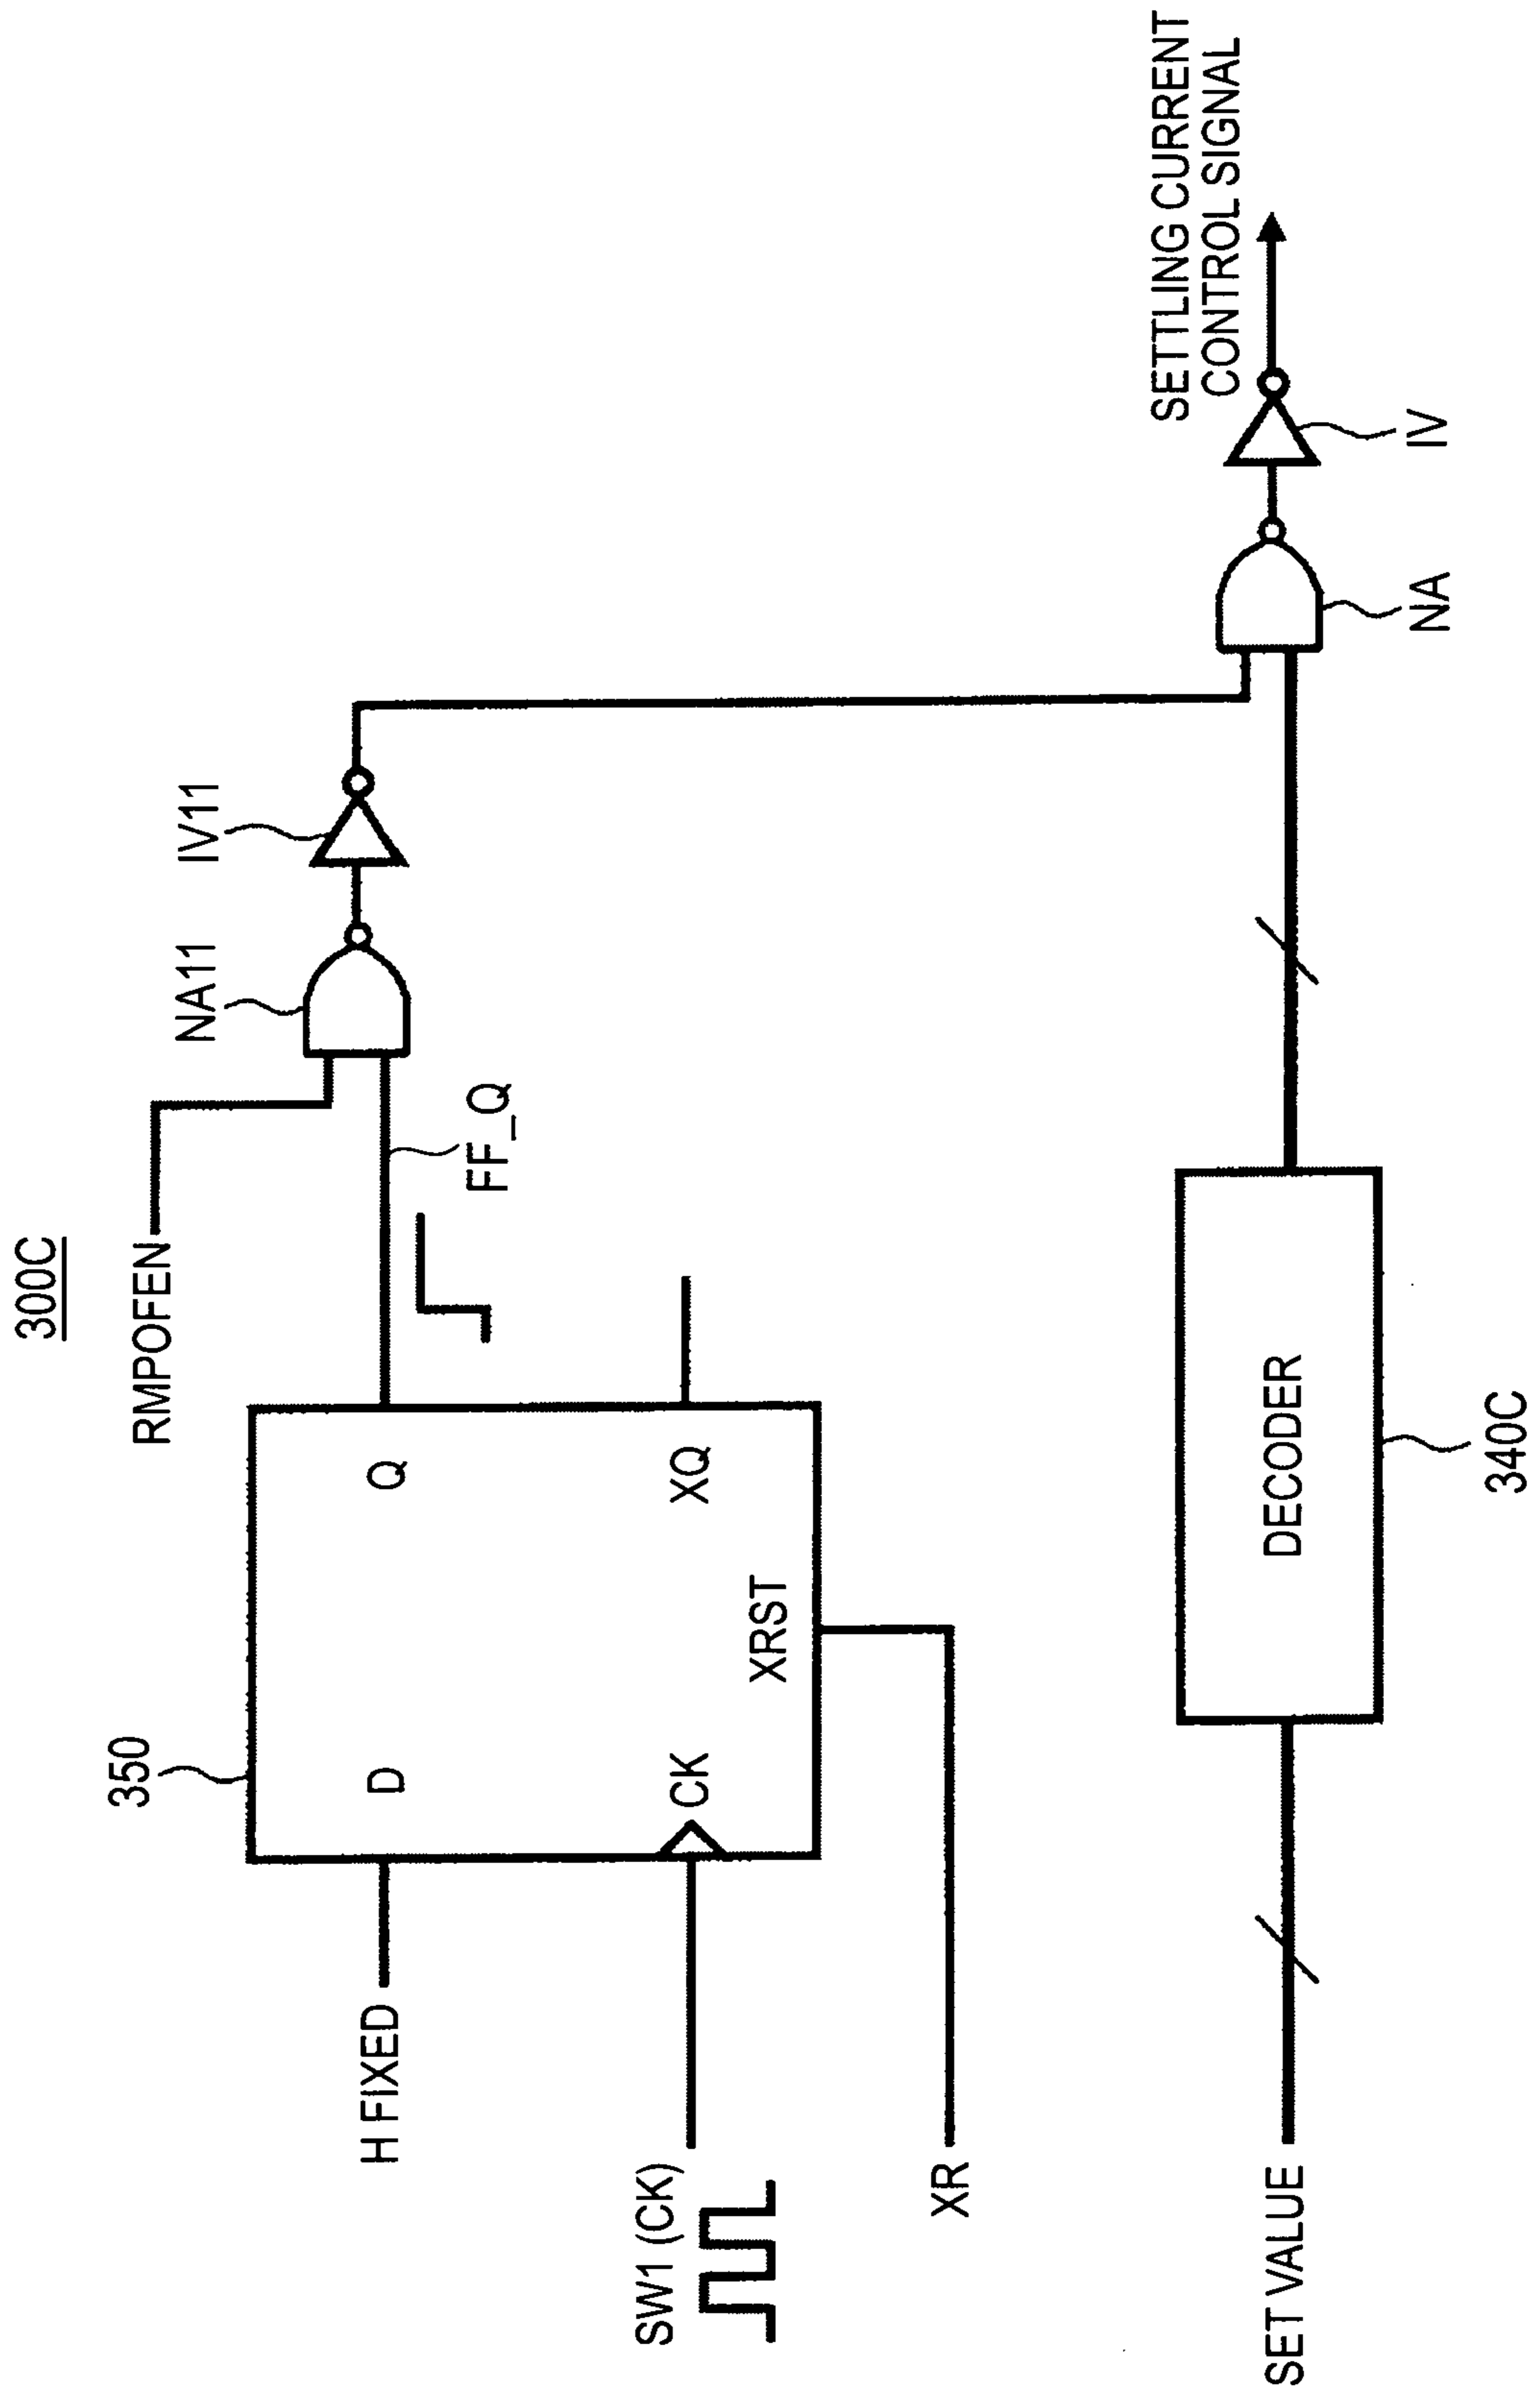 300C
350
H FIXED
D
Q
RMPOFEN
NA11
IV11
FF_Q
SW1 (CK)
CK
XQ
XRST
XR
SET VALUE
DECODER
340C
NA
IV
SETTLING CURRENT
CONTROL SIGNAL